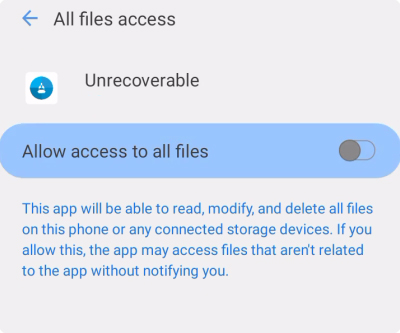 All files access
Unrecoverable
Allow access to all files
This app will be able to read, modify, and delete all files
on this phone or any connected storage devices. If you
allow this, the app may access files that aren't related
to the app without notifying you.